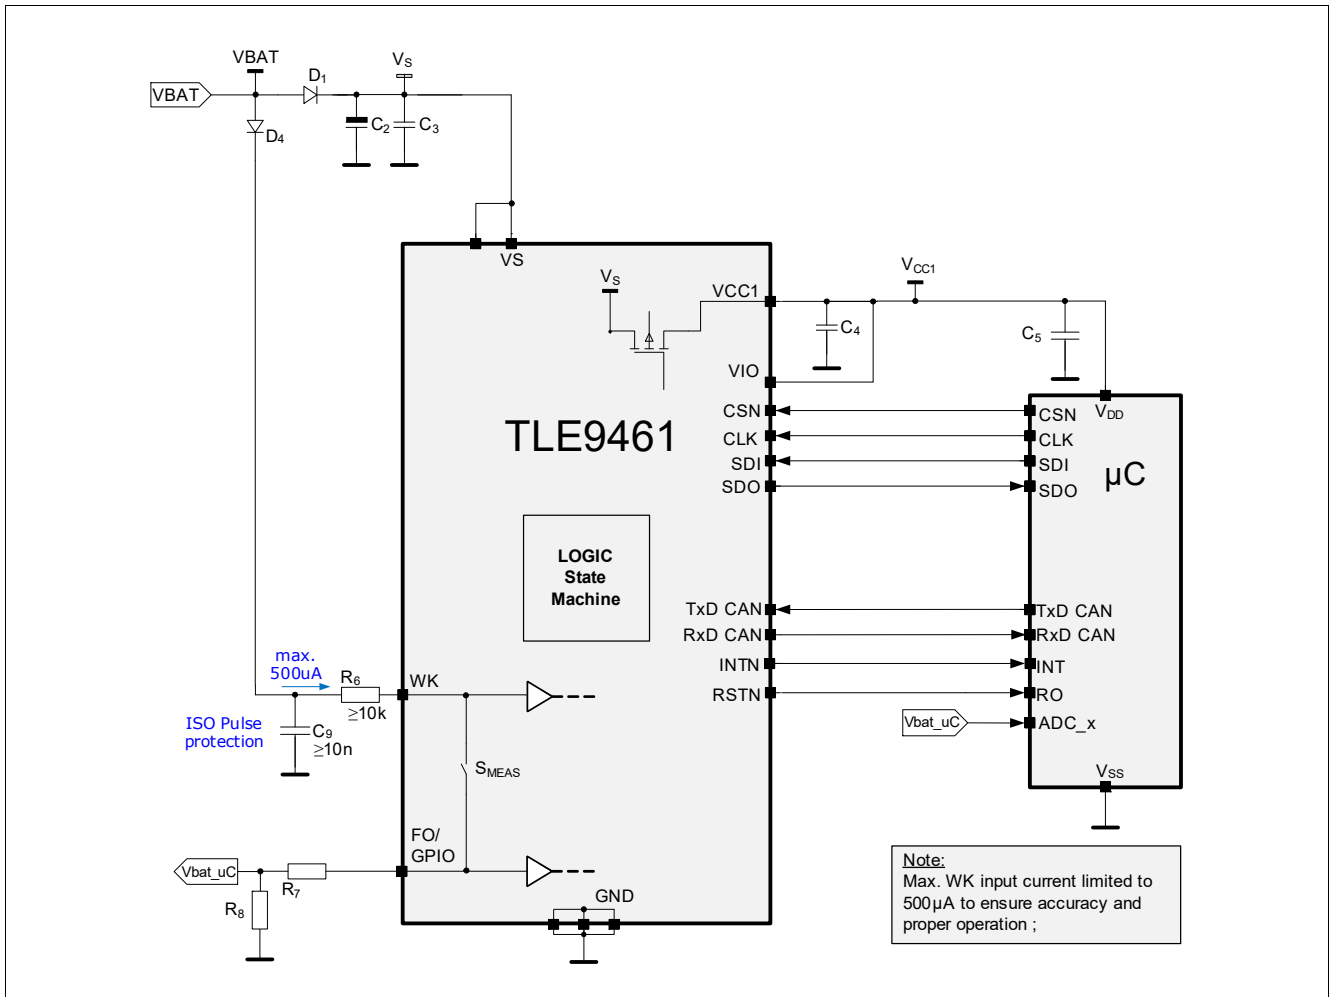 VBAT
VS
VBAT
D1
C2
C3
D4
VS
VS
VCC1
VCC1
C4
C5
VIO
CSN
CLK
SDI
SDO
TLE9461
VDD
CSN
CLK
SDI
SDO
µC
LOGIC
State
Machine
TxD CAN
RxD CAN
INTN
RSTN
TxD CAN
RxD CAN
INT
RO
Vbat_uC
ADC_x
VSS
max.
500uA
R6
≥10k
WK
ISO Pulse
protection
C9
≥10n
SMEAS
FO/
GPIO
Vbat_uC
R7
R8
GND
Note:
Max. WK input current limited to
500µA to ensure accuracy and
proper operation ;